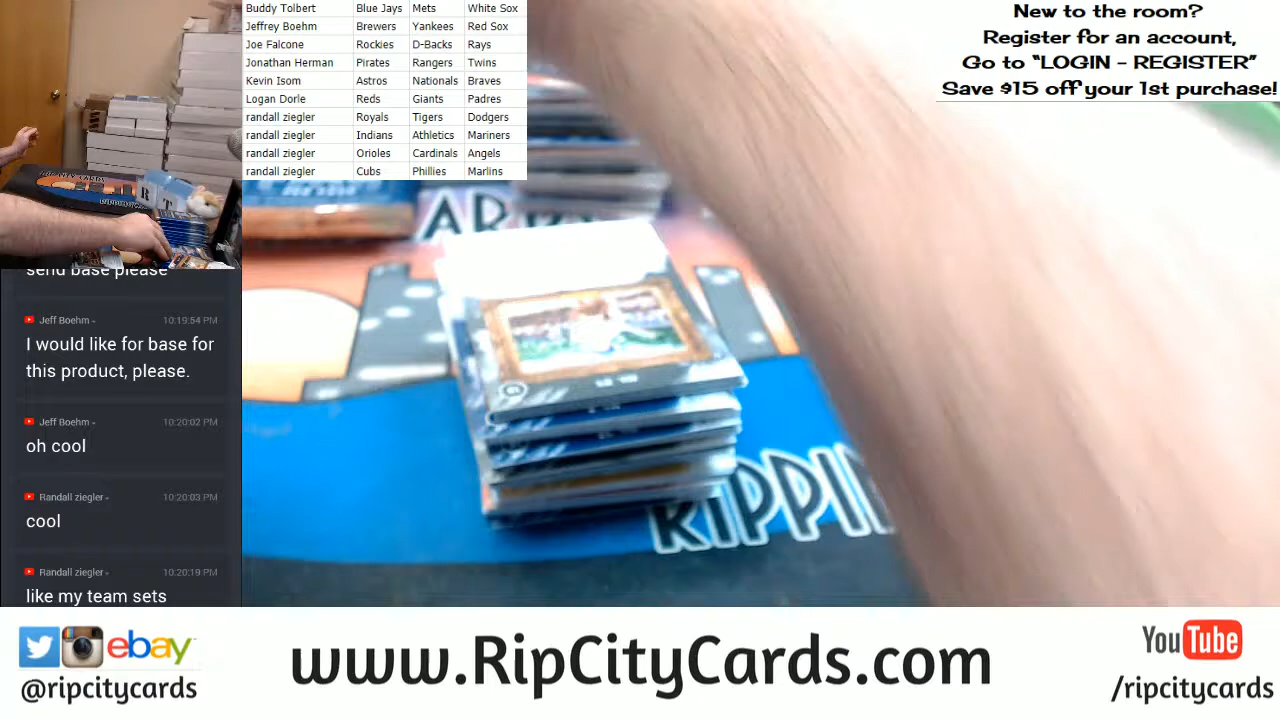 Buddy Tolbert Blue Jays Mets White Sox
Jeffrey Boehm Brewers Yankees Red Sox
Joe Falcone Rockies D-Backs Rays
Jonathan Herman Pirates Rangers Twins
Kevin Isom Astros Nationals Braves
Logan Dorle Reds Giants Padres
randall ziegler Royals Tigers Dodgers
randall ziegler Indians Athletics Mariners
randall ziegler Orioles Cardinals Angels
randall ziegler Cubs Phillies Marlins
New to the room?
Register for an account,
Go to "LOGIN - REGISTER"
Save $15 off your 1st purchase!
send base please
Jeff Boehm - 10:19:54 PM
I would like for base for
this product, please.
Jeff Boehm - 10:20:02 PM
oh cool
Randall ziegler - 10:20:03 PM
cool
Randall ziegler - 10:20:19 PM
like my team sets
R T
ebay
@ripcitycards
www.RipCityCards.com
YouTube
/ripcitycards